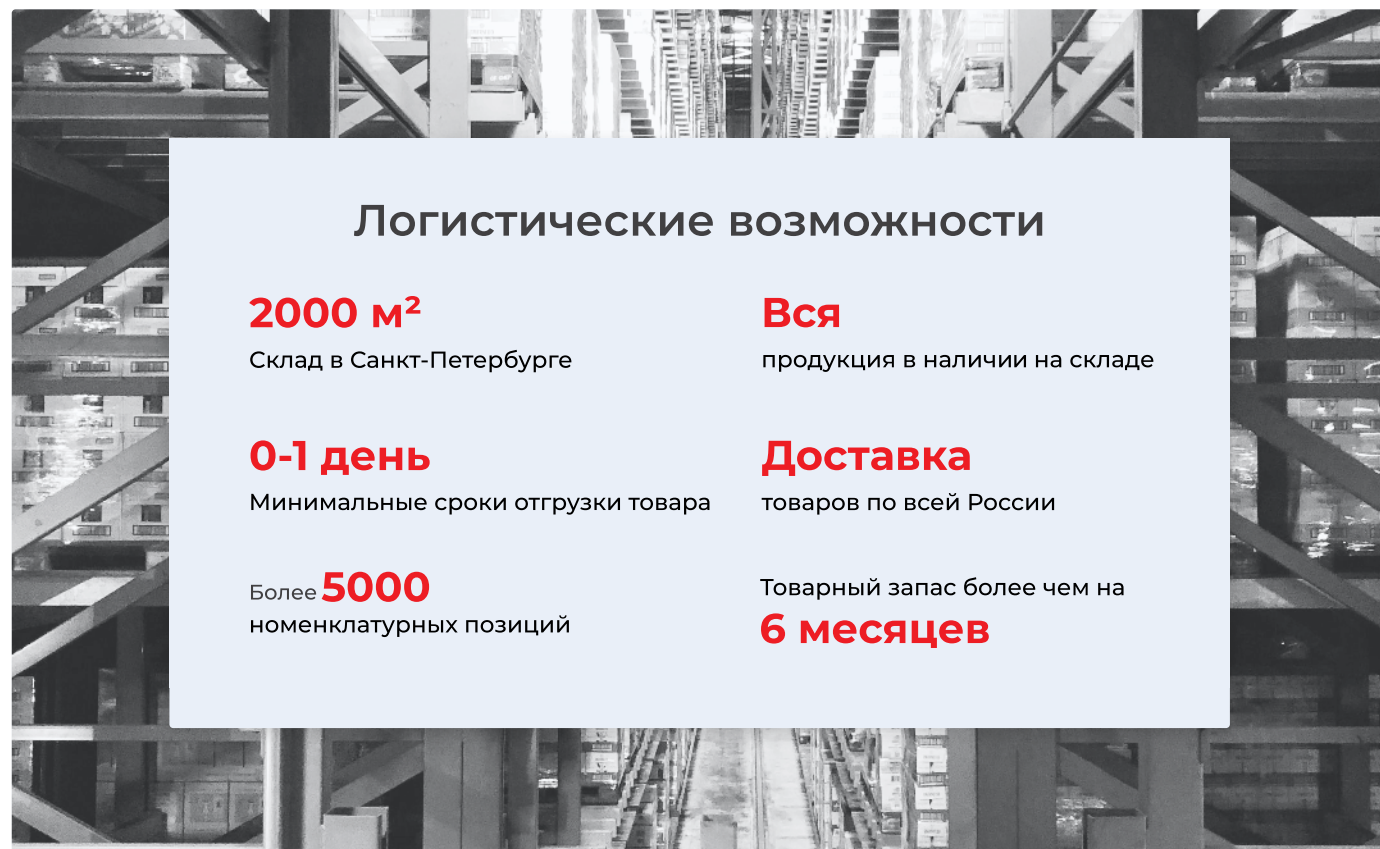 Логистические возможности
2000 м²
Склад в Санкт-Петербурге
Вся
продукция в наличии на складе
0-1 день
Минимальные сроки отгрузки товара
Доставка
товаров по всей России
Более 5000
номенклатурных позиций
Товарный запас более чем на
6 месяцев